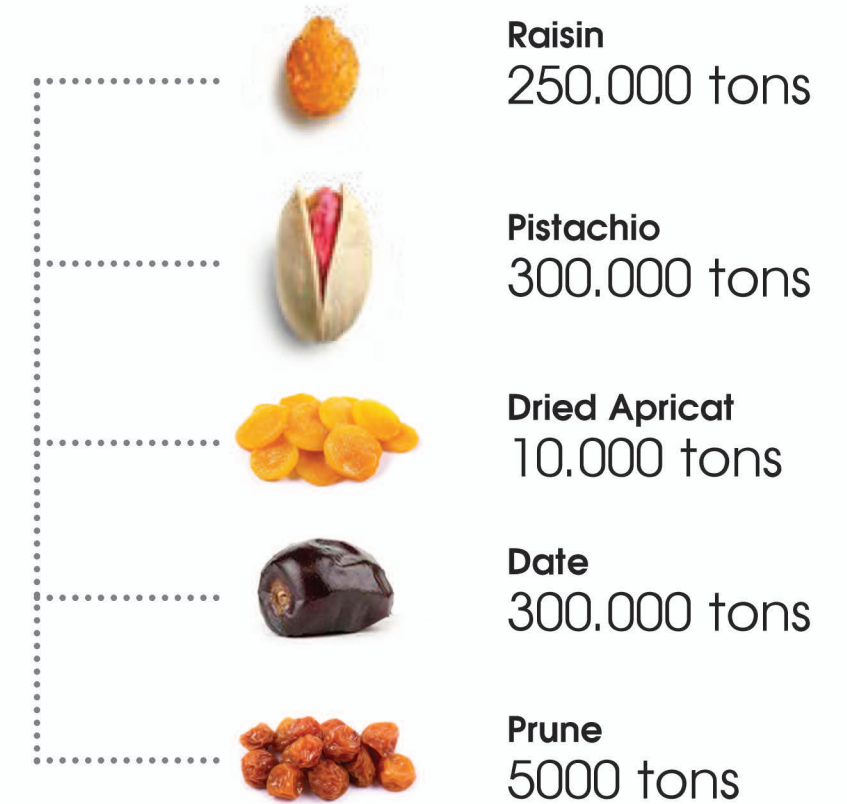 Raisin
250.000 tons
Pistachio
300.000 tons
Dried Apricat
10.000 tons
Date
300.000 tons
Prune
5000 tons